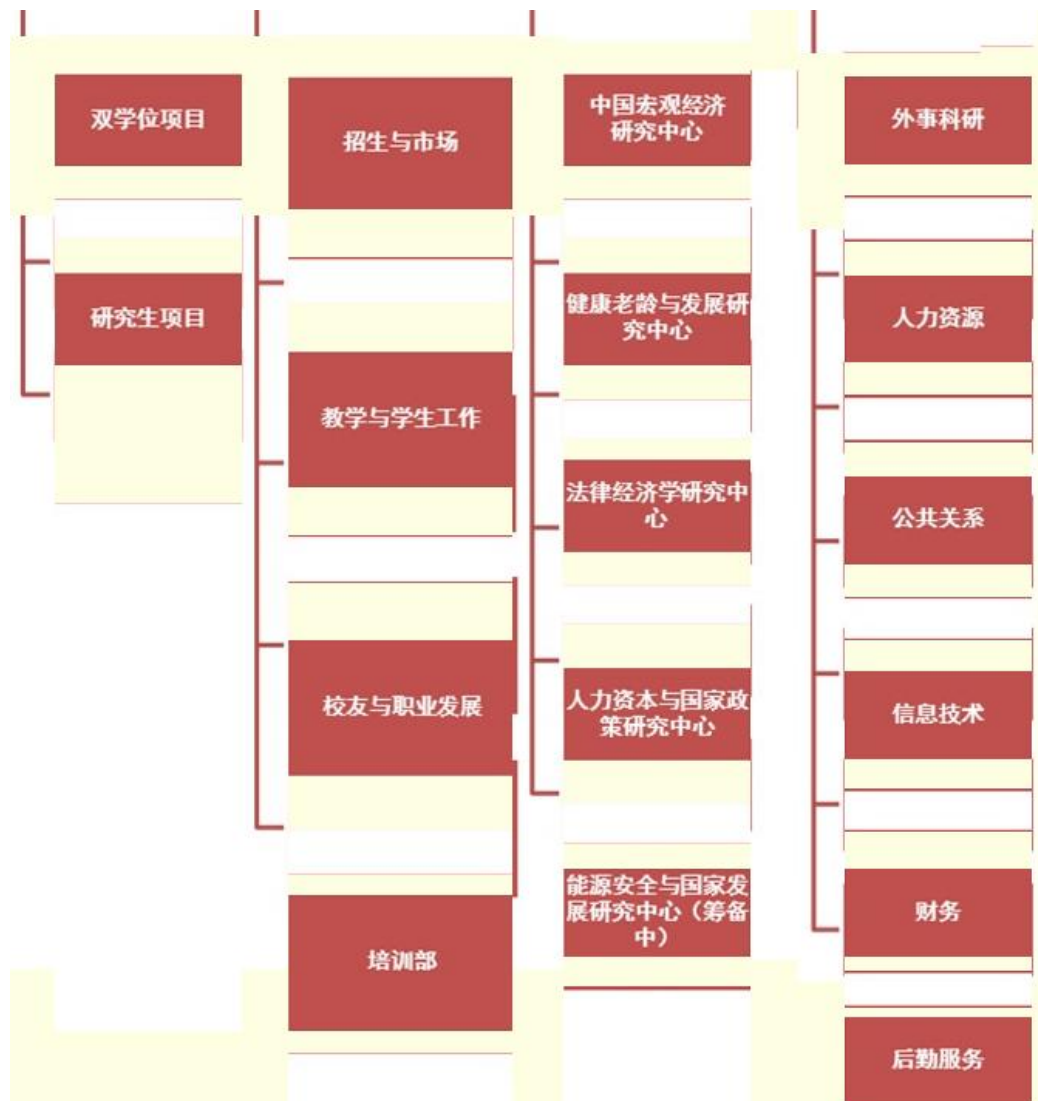 双学位项目
研究生项目
招生与市场
教学与学生工作
校友与职业发展
培训部
中国宏观经济
研究中心
健康老龄与发展研
究中心
法律经济学研究中
心
人力资本与国家政
策研究中心
能源安全与国家发
展研究中心（筹备
中）
外事科研
人力资源
公共关系
信息技术
财务
后勤服务